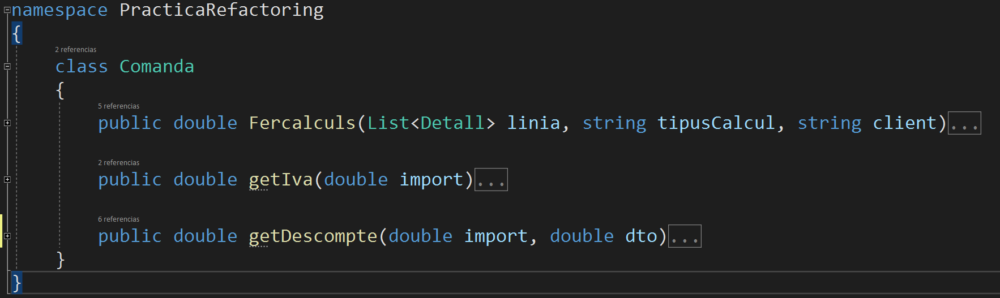 namespace PracticaRefactoring
{
2 referencias
class Comanda
{
5 referencias
public double Fercalculs(List<Detall> linia, string tipusCalcul, string client)...
2 referencias
public double getIva(double import)...
6 referencias
public double getDescompte(double import, double dto)...
}
}